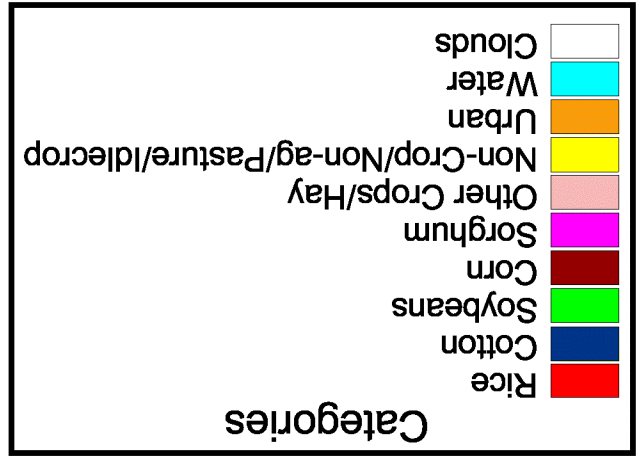 Categories
Rice
Cotton
Soybeans
Corn
Sorghum
Other Crops/Hay
Non-Crop/Non-ag/Pasture/Idlecrop
Urban
Water
Clouds